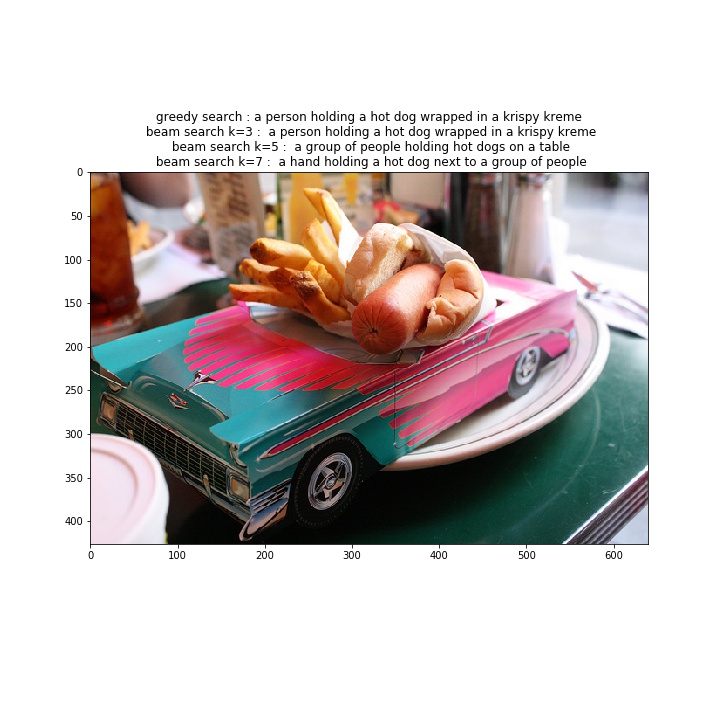 greedy search : a person holding a hot dog wrapped in a krispy kreme
beam search k=3 : a person holding a hot dog wrapped in a krispy kreme
beam search k=5 : a group of people holding hot dogs on a table
beam search k=7 : a hand holding a hot dog next to a group of people
0
50
100
150
200
250
300
350
400
0 100 200 300 400 500 600